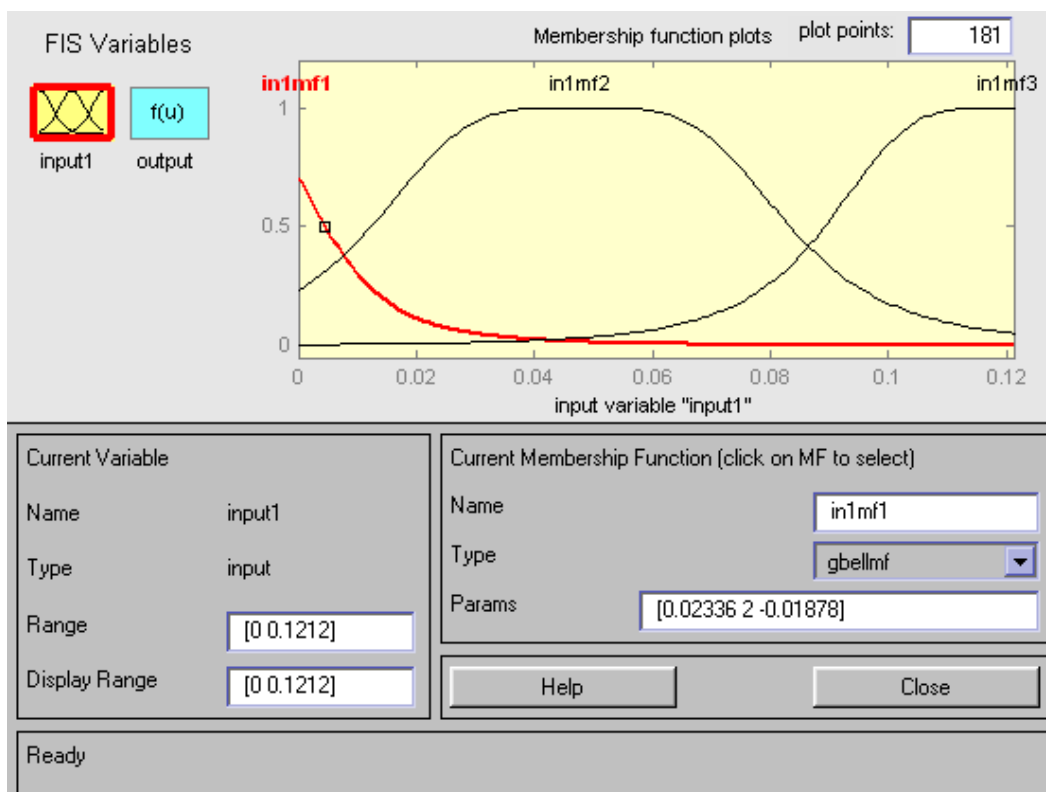 FIS Variables
Membership function plots
plot points:
181
f(u)
input1
output
in1mf1
in1mf2
in1mf3
1
0.5
0
0
0.02
0.04
0.06
0.08
0.1
0.12
input variable "input1"
Current Variable
Name
input1
Type
input
Range
[0 0.1212]
Display Range
[0 0.1212]
Current Membership Function (click on MF to select)
Name
in1mf1
Type
gbellmf
Params
[0.02336 2 -0.01878]
Help
Close
Ready